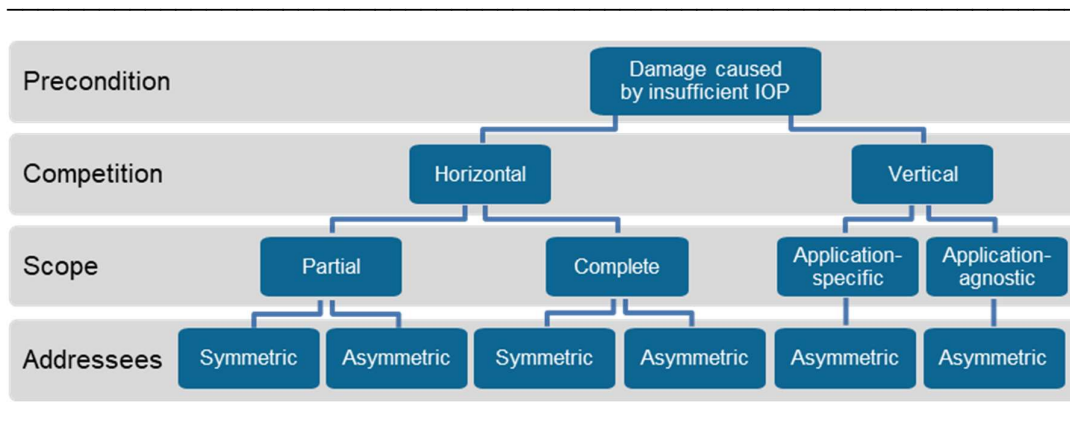 Precondition
Damage caused
by insufficient IOP
Competition
Horizontal
Vertical
Scope
Partial
Complete
Application-
specific
Application-
agnostic
Addressees
Symmetric
Asymmetric
Symmetric
Asymmetric
Asymmetric
Asymmetric